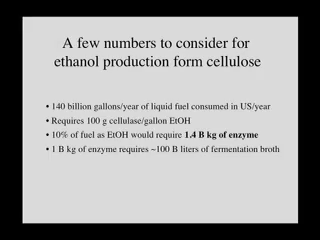 A few numbers to consider for
ethanol production form cellulose
• 140 billion gallons/year of liquid fuel consumed in US/year
• Requires 100 g cellulase/gallon EtOH
• 10% of fuel as EtOH would require 1.4 B kg of enzyme
• 1 B kg of enzyme requires ~100 B liters of fermentation broth